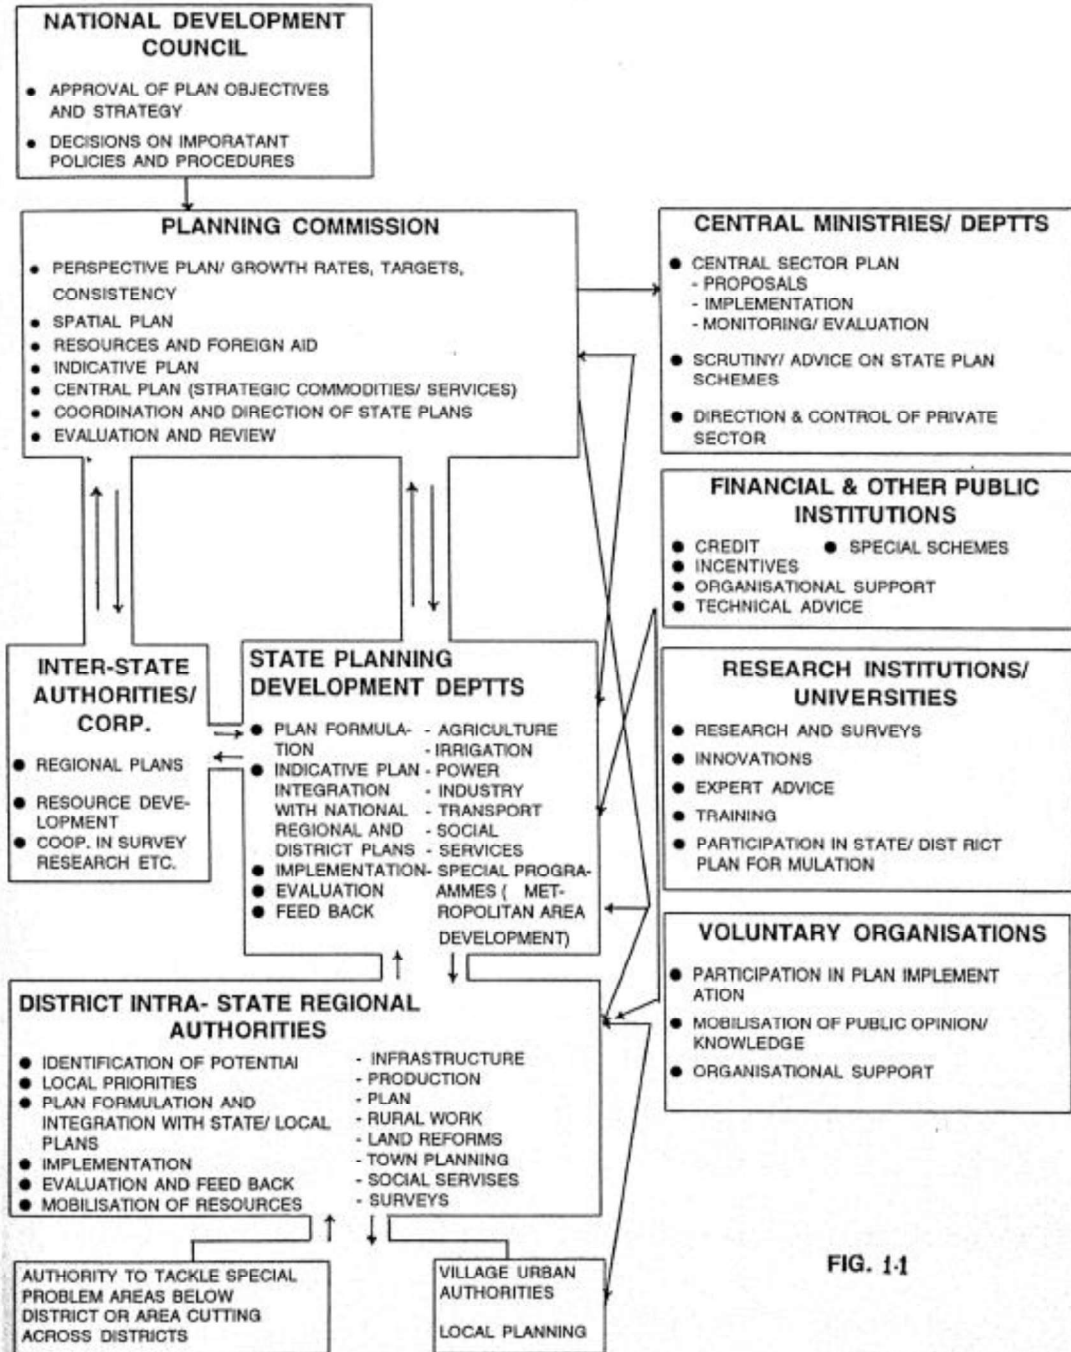 NATIONAL DEVELOPMENT
COUNCIL
● APPROVAL OF PLAN OBJECTIVES
AND STRATEGY
● DECISIONS ON IMPORATANT
POLICIES AND PROCEDURES
PLANNING COMMISSION
● PERSPECTIVE PLAN/ GROWTH RATES, TARGETS,
CONSISTENCY
● SPATIAL PLAN
● RESOURCES AND FOREIGN AID
● INDICATIVE PLAN
● CENTRAL PLAN (STRATEGIC COMMODITIES/ SERVICES)
● COORDINATION AND DIRECTION OF STATE PLANS
● EVALUATION AND REVIEW
CENTRAL MINISTRIES/ DEPTTS
● CENTRAL SECTOR PLAN
- PROPOSALS
- IMPLEMENTATION
- MONITORING/ EVALUATION
● SCRUTINY/ ADVICE ON STATE PLAN
SCHEMES
● DIRECTION & CONTROL OF PRIVATE
SECTOR
FINANCIAL & OTHER PUBLIC
INSTITUTIONS
● CREDIT ● SPECIAL SCHEMES
● INCENTIVES
● ORGANISATIONAL SUPPORT
● TECHNICAL ADVICE
INTER-STATE
AUTHORITIES/
CORP.
● REGIONAL PLANS
● RESOURCE DEVE-
LOPMENT
● COOP. IN SURVEY
RESEARCH ETC.
STATE PLANNING
DEVELOPMENT DEPTTS
● PLAN FORMULA-
TION
● INDICATIVE PLAN
INTEGRATION
WITH NATIONAL
REGIONAL AND
DISTRICT PLANS
● IMPLEMENTATION
● EVALUATION
● FEED BACK
- AGRICULTURE
- IRRIGATION
- POWER
- INDUSTRY
- TRANSPORT
- SOCIAL
- SERVICES
- SPECIAL PROGRA-
AMMES ( MET-
ROPOLITAN AREA
DEVELOPMENT)
RESEARCH INSTITUTIONS/
UNIVERSITIES
● RESEARCH AND SURVEYS
● INNOVATIONS
● EXPERT ADVICE
● TRAINING
● PARTICIPATION IN STATE/ DIST RICT
PLAN FOR MULATION
VOLUNTARY ORGANISATIONS
● PARTICIPATION IN PLAN IMPLEMENT
ATION
● MOBILISATION OF PUBLIC OPINION/
KNOWLEDGE
● ORGANISATIONAL SUPPORT
DISTRICT INTRA- STATE REGIONAL
AUTHORITIES
● IDENTIFICATION OF POTENTIAI
● LOCAL PRIORITIES
● PLAN FORMULATION AND
INTEGRATION WITH STATE/ LOCAL
PLANS
● IMPLEMENTATION
● EVALUATION AND FEED BACK
● MOBILISATION OF RESOURCES
- INFRASTRUCTURE
- PRODUCTION
- PLAN
- RURAL WORK
- LAND REFORMS
- TOWN PLANNING
- SOCIAL SERVISES
- SURVEYS
AUTHORITY TO TACKLE SPECIAL
PROBLEM AREAS BELOW
DISTRICT OR AREA CUTTING
ACROSS DISTRICTS
VILLAGE URBAN
AUTHORITIES
LOCAL PLANNING
FIG. 1·1